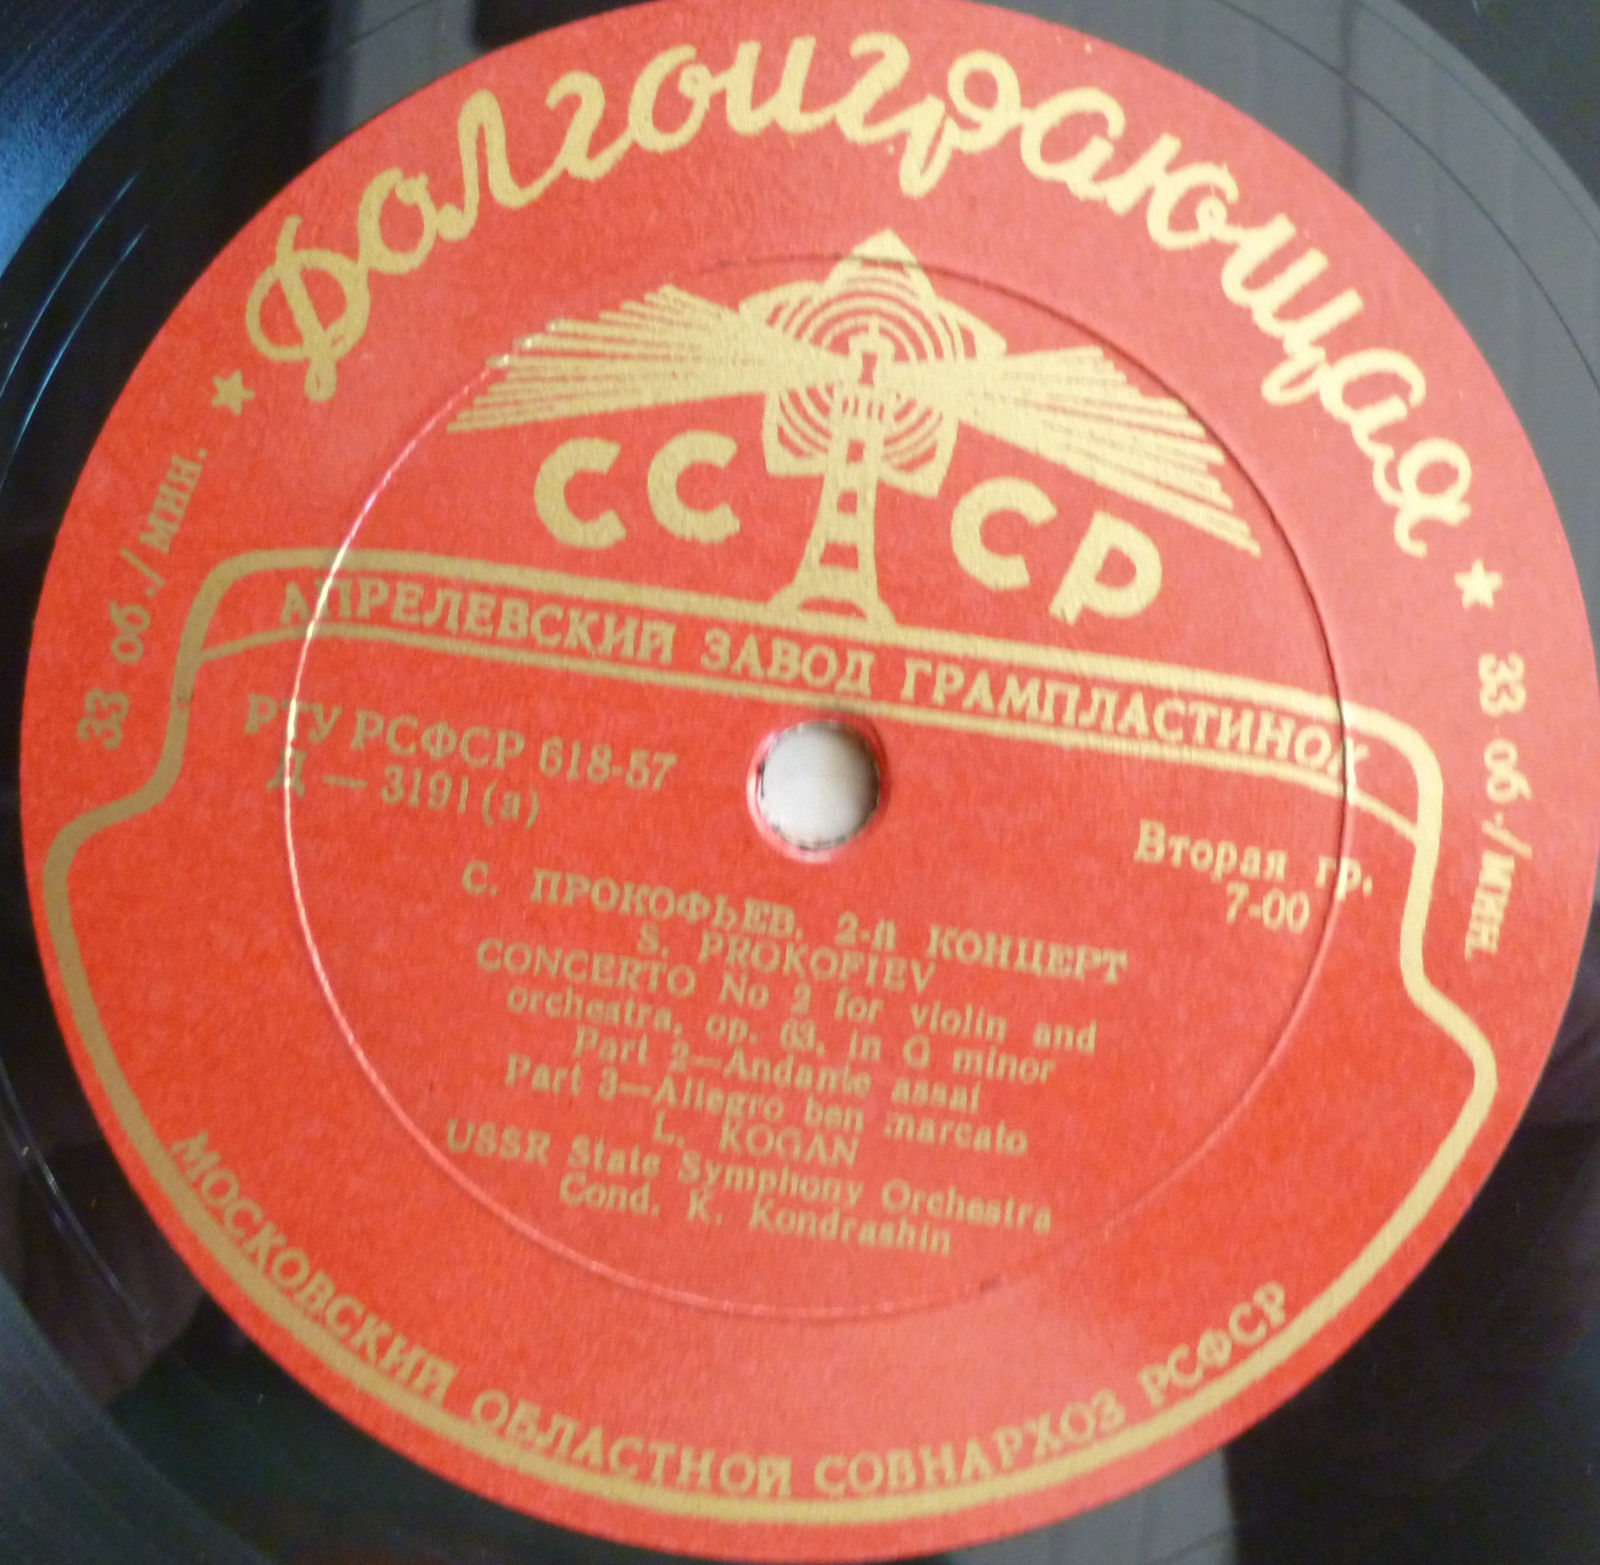 Долгоиграющая
33 об./мин.
33 об./мин.
СССР
АПРЕЛЕВСКИЙ ЗАВОД ГРАМПЛАСТИНОК
РТУ РСФСР 618-57
Д — 3191 (а)
Вторая гр.
7-00
С. ПРОКОФЬЕВ. 2-й КОНЦЕРТ
S. PROKOFIEV
CONCERTO No 2 for violin and
orchestra, op. 63, in G minor
Part 2—Andante assai
Part 3—Allegro ben marcato
L. KOGAN
USSR State Symphony Orchestra
Cond. K. Kondrashin
МОСКОВСКИЙ ОБЛАСТНОЙ СОВНАРХОЗ РСФСР